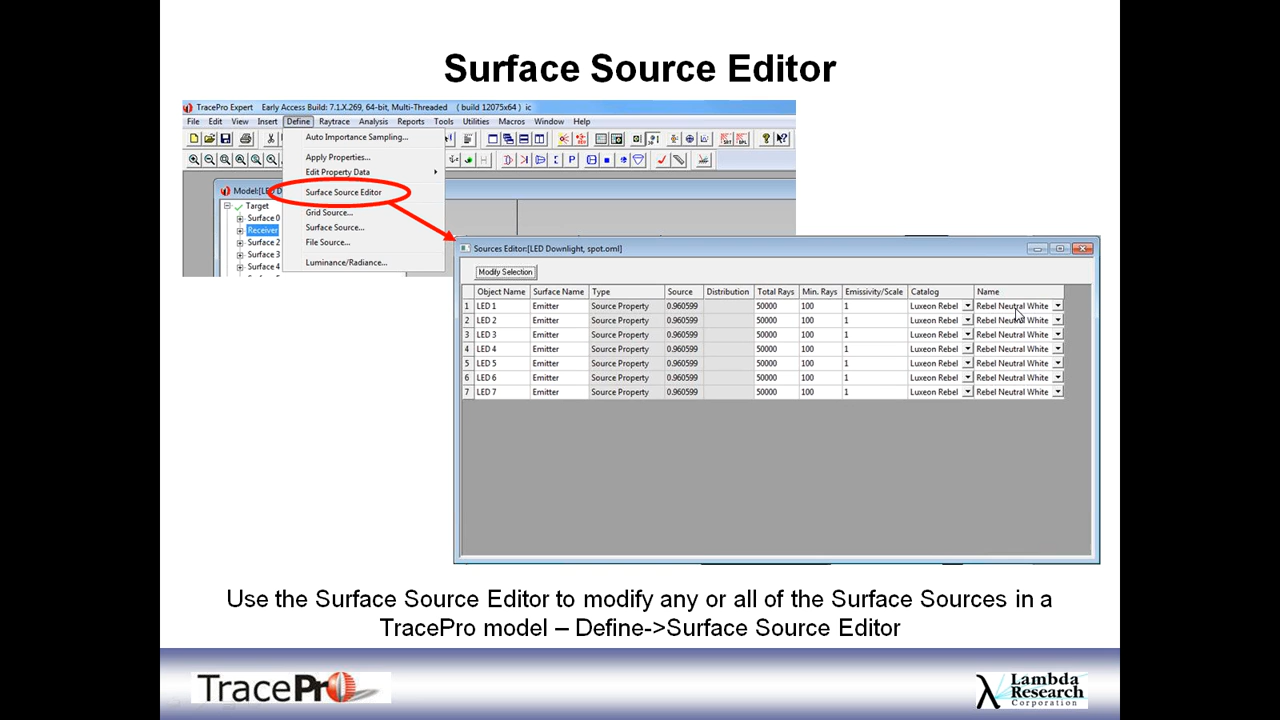 Surface Source Editor
TracePro Expert Early Access Build: 7.1.X.269, 64-bit, Multi-Threaded ( build 12075x64 ) ic
File Edit View Insert Define Raytrace Analysis Reports Tools Utilities Macros Window Help
Auto Importance Sampling...
Apply Properties...
Edit Property Data
Surface Source Editor
Grid Source...
Surface Source...
File Source...
Luminance/Radiance...
Model:[LED D
Target
Surface 0
Receiver
Surface 2
Surface 3
Surface 4
Sources Editor:[LED Downlight, spot.oml]
Modify Selection
Object Name Surface Name Type Source Distribution Total Rays Min. Rays Emissivity/Scale Catalog Name
1 LED 1 Emitter Source Property 0.960599 50000 100 1 Luxeon Rebel Rebel Neutral White
2 LED 2 Emitter Source Property 0.960599 50000 100 1 Luxeon Rebel Rebel Neutral White
3 LED 3 Emitter Source Property 0.960599 50000 100 1 Luxeon Rebel Rebel Neutral White
4 LED 4 Emitter Source Property 0.960599 50000 100 1 Luxeon Rebel Rebel Neutral White
5 LED 5 Emitter Source Property 0.960599 50000 100 1 Luxeon Rebel Rebel Neutral White
6 LED 6 Emitter Source Property 0.960599 50000 100 1 Luxeon Rebel Rebel Neutral White
7 LED 7 Emitter Source Property 0.960599 50000 100 1 Luxeon Rebel Rebel Neutral White
Use the Surface Source Editor to modify any or all of the Surface Sources in a
TracePro model – Define->Surface Source Editor
TracePro
Lambda
Research
Corporation